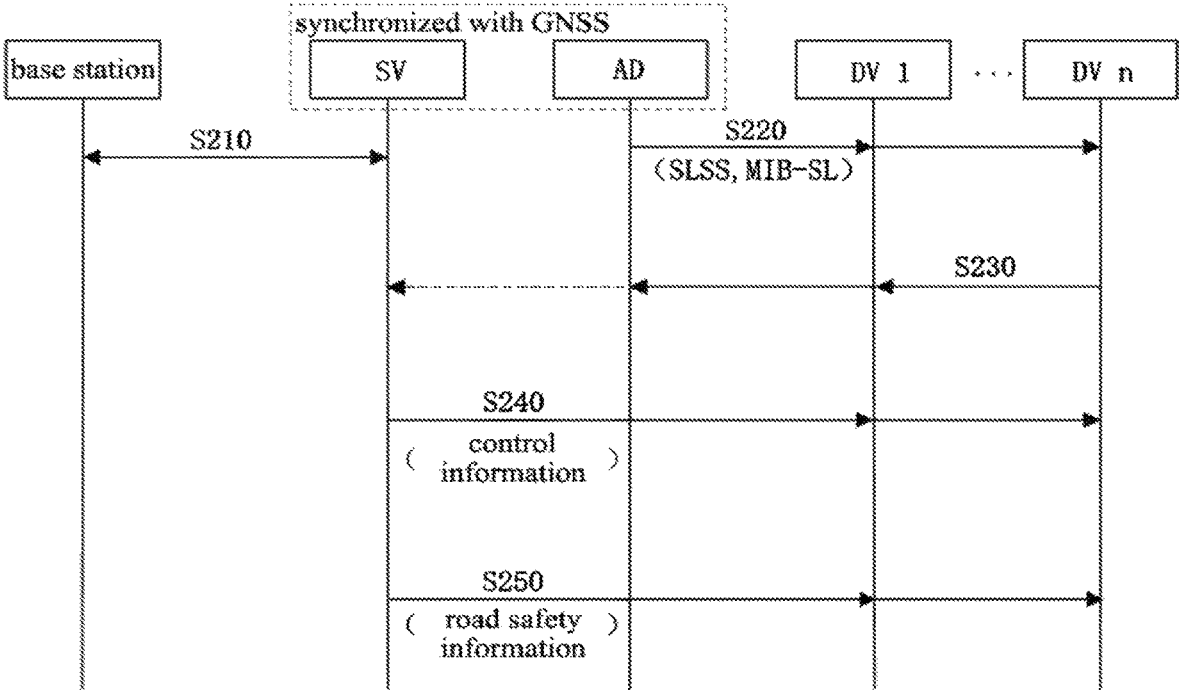 synchronized with GNSS
base station
SV
AD
DV 1
···
DV n
S210
S220
(SLSS, MIB-SL)
S230
S240
( control
information )
S250
( road safety
information )